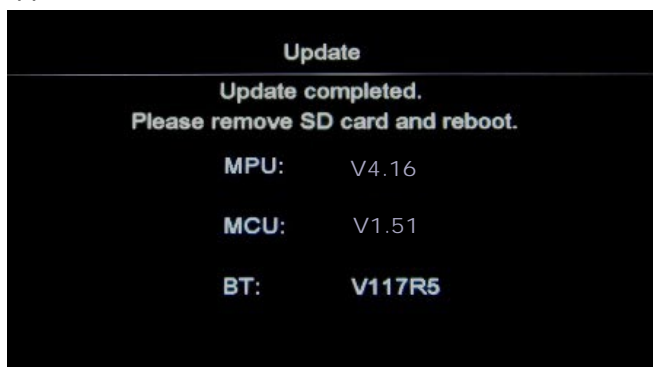 Update
Update completed.
Please remove SD card and reboot.
MPU: V4.16
MCU: V1.51
BT: V117R5